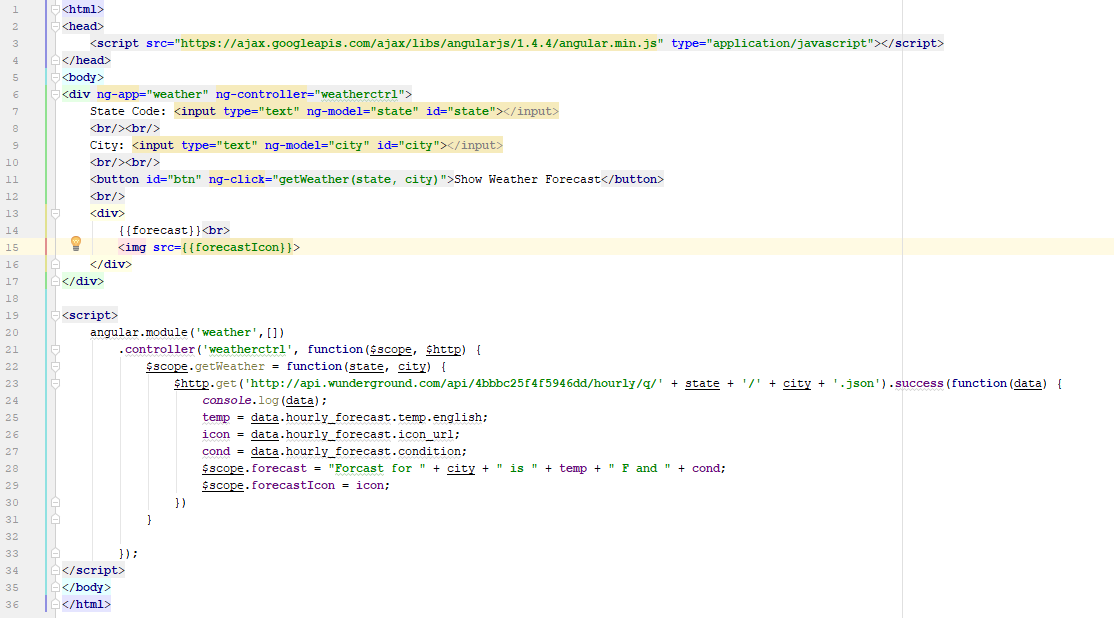 1 <html>
2 <head>
3     <script src="https://ajax.googleapis.com/ajax/libs/angularjs/1.4.4/angular.min.js" type="application/javascript"></script>
4 </head>
5 <body>
6 <div ng-app="weather" ng-controller="weatherctrl">
7     State Code: <input type="text" ng-model="state" id="state"></input>
8     <br/><br/>
9     City: <input type="text" ng-model="city" id="city"></input>
10     <br/><br/>
11     <button id="btn" ng-click="getWeather(state, city)">Show Weather Forecast</button>
12     <br/>
13     <div>
14         {{forecast}}<br>
15         <img src={{forecastIcon}}>
16     </div>
17 </div>
18
19 <script>
20     angular.module('weather',[])
21         .controller('weatherctrl', function($scope, $http) {
22             $scope.getWeather = function(state, city) {
23                 $http.get('http://api.wunderground.com/api/4bbbc25f4f5946dd/hourly/q/' + state + '/' + city + '.json').success(function(data) {
24                     console.log(data);
25                     temp = data.hourly_forecast.temp.english;
26                     icon = data.hourly_forecast.icon_url;
27                     cond = data.hourly_forecast.condition;
28                     $scope.forecast = "Forcast for " + city + " is " + temp + " F and " + cond;
29                     $scope.forecastIcon = icon;
30                 })
31             }
32
33         });
34 </script>
35 </body>
36 </html>